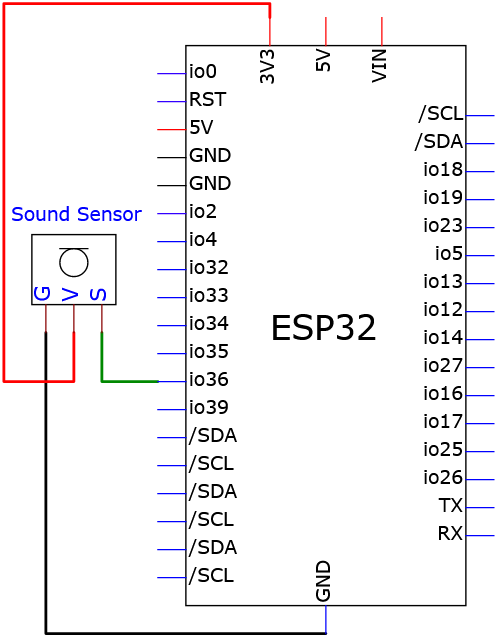 3V3
5V
VIN
io0
RST
5V
GND
GND
io2
io4
io32
io33
io34
io35
io36
io39
/SDA
/SCL
/SDA
/SCL
/SDA
/SCL
Sound Sensor
G
V
S
ESP32
/SCL
/SDA
io18
io19
io23
io5
io13
io12
io14
io27
io16
io17
io25
io26
TX
RX
GND